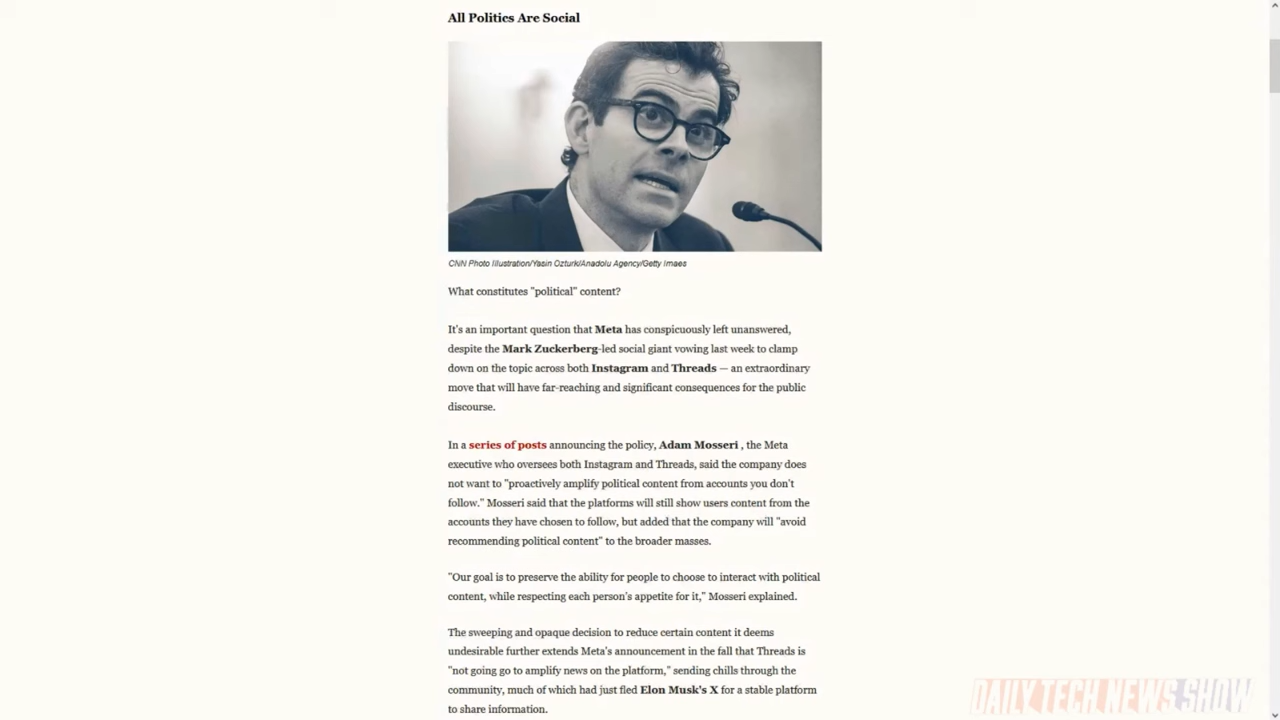 All Politics Are Social
CNN Photo Illustration/Yasin Ozturk/Anadolu Agency/Getty Imaes
What constitutes "political" content?
It's an important question that Meta has conspicuously left unanswered,
despite the Mark Zuckerberg-led social giant vowing last week to clamp
down on the topic across both Instagram and Threads — an extraordinary
move that will have far-reaching and significant consequences for the public
discourse.
In a series of posts announcing the policy, Adam Mosseri , the Meta
executive who oversees both Instagram and Threads, said the company does
not want to "proactively amplify political content from accounts you don't
follow." Mosseri said that the platforms will still show users content from the
accounts they have chosen to follow, but added that the company will "avoid
recommending political content" to the broader masses.
"Our goal is to preserve the ability for people to choose to interact with political
content, while respecting each person's appetite for it," Mosseri explained.
The sweeping and opaque decision to reduce certain content it deems
undesirable further extends Meta's announcement in the fall that Threads is
"not going go to amplify news on the platform," sending chills through the
community, much of which had just fled Elon Musk's X for a stable platform
to share information.
DAILY TECH NEWS SHOW